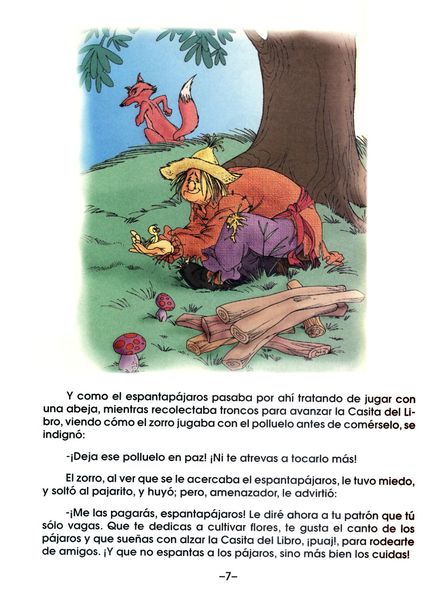 Y como el espantapájaros pasaba por ahí tratando de jugar con
una abeja, mientras recolectaba troncos para avanzar la Casita del Li-
bro, viendo cómo el zorro jugaba con el polluelo antes de comérselo, se
indignó:
-¡Deja ese polluelo en paz! ¡Ni te atrevas a tocarlo más!
El zorro, al ver que se le acercaba el espantapájaros, le tuvo miedo,
y soltó al pajarito, y huyó; pero, amenazador, le advirtió:
-¡Me las pagarás, espantapájaros! Le diré ahora a tu patrón que tú
sólo vagas. Que te dedicas a cultivar flores, te gusta el canto de los
pájaros y que sueñas con alzar la Casita del Libro, ¡puaj!, para rodearte
de amigos. ¡Y que no espantas a los pájaros, sino más bien los cuidas!
–7–